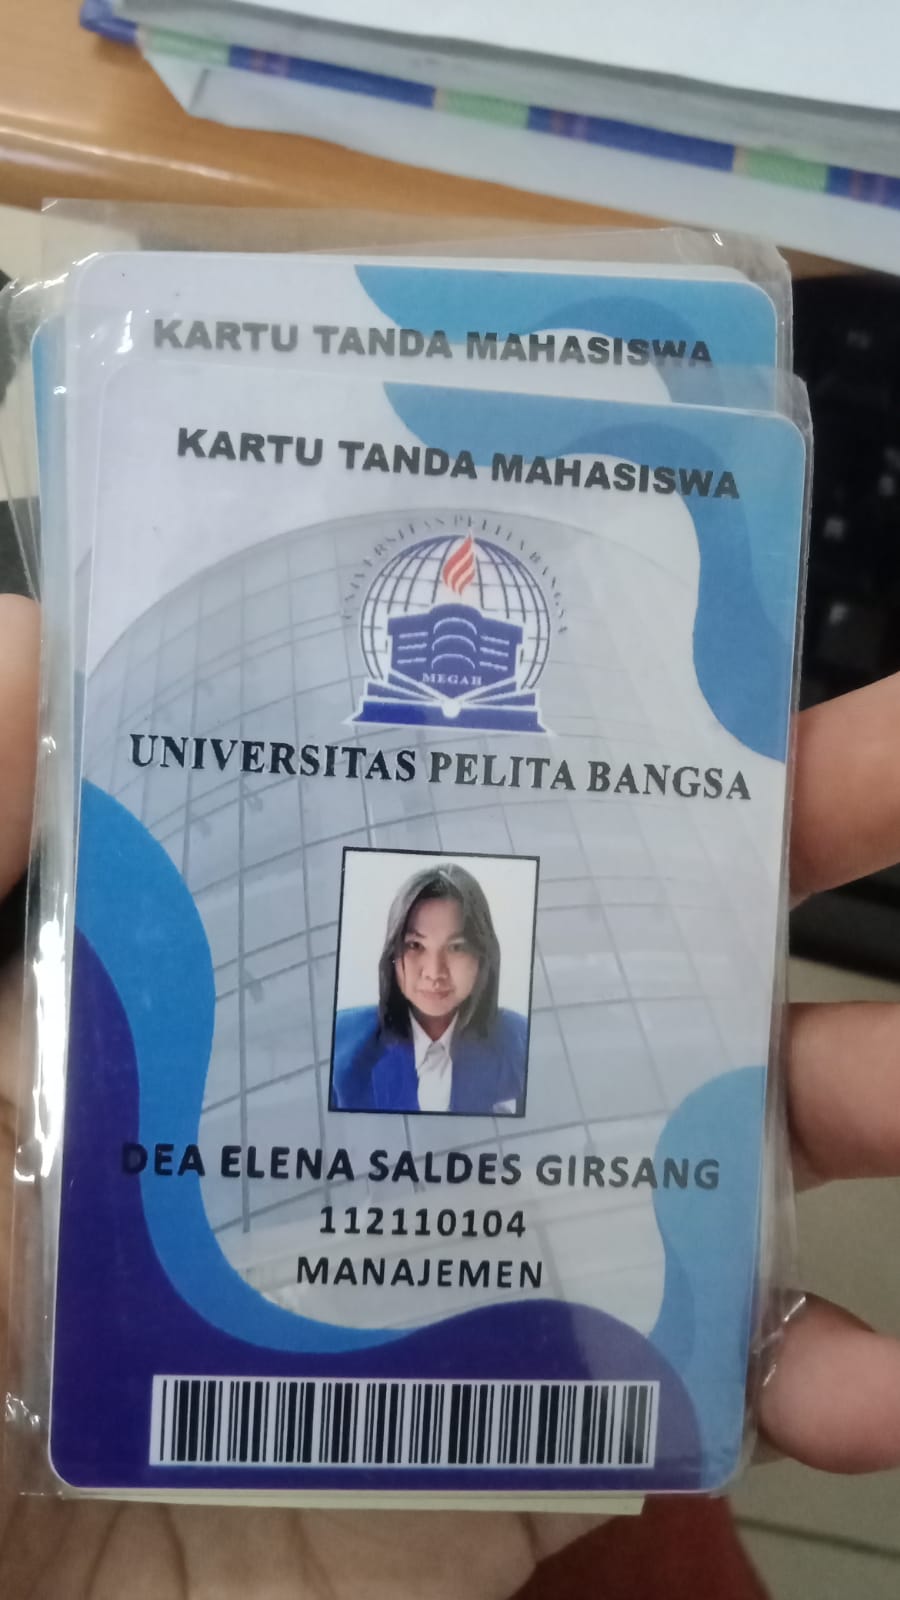 KARTU TANDA MAHASISWA
KARTU TANDA MAHASISWA
UNIVERSITAS PELITA BANGSA
MEGAH
UNIVERSITAS PELITA BANGSA
DEA ELENA SALDES GIRSANG
112110104
MANAJEMEN